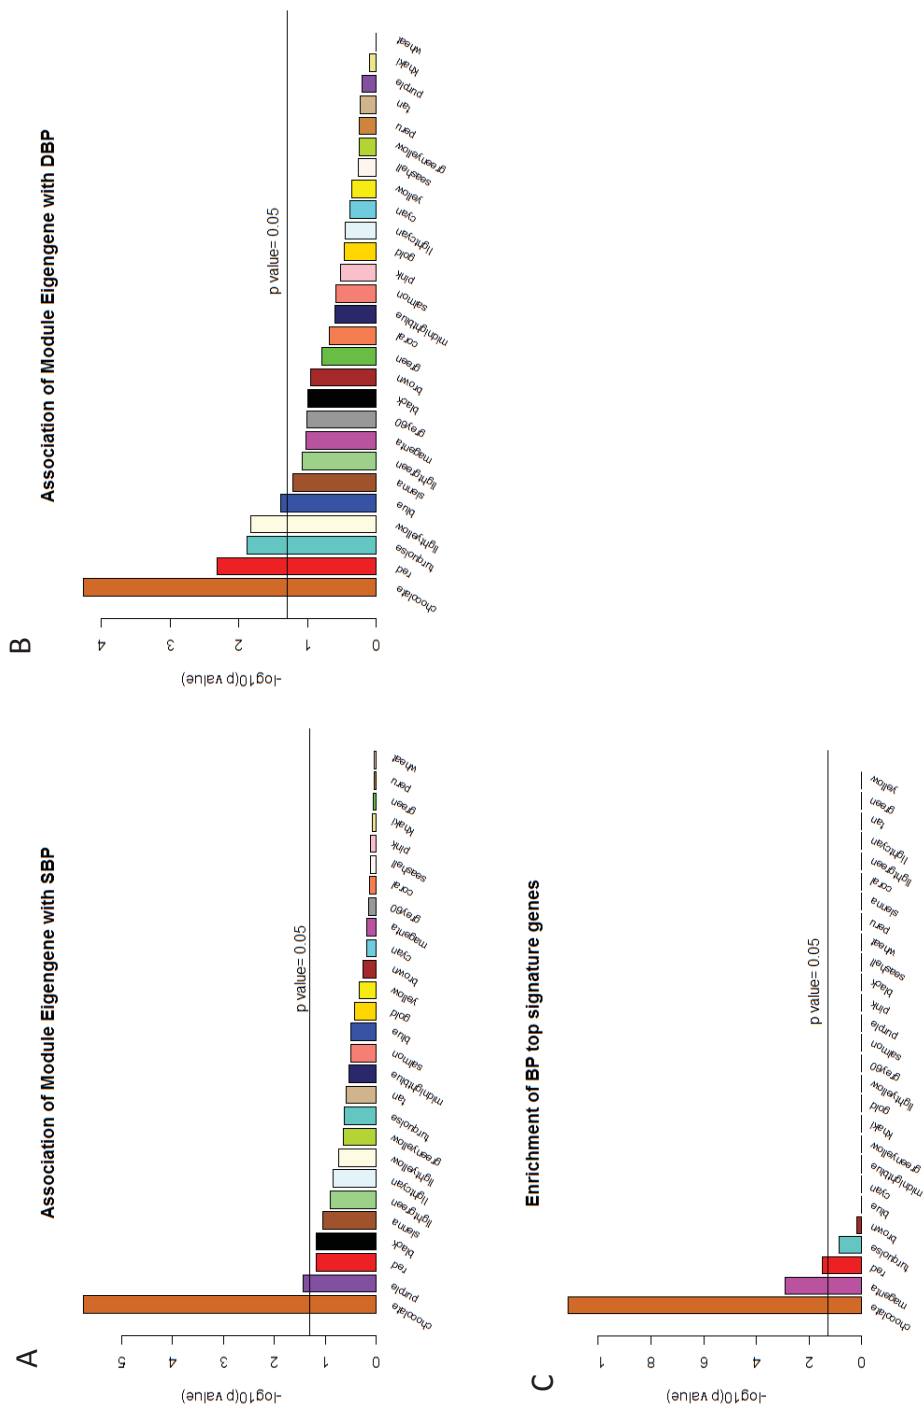 A
Association of Module Eigengene with SBP
-log10(p value)
0
1
2
3
4
5
p value= 0.05
chocolate
purple
red
black
sienna
lightgreen
lightcyan
lightyellow
greenyellow
turquoise
tan
midnightblue
salmon
blue
gold
yellow
brown
cyan
magenta
grey60
coral
seashell
pink
khaki
green
peru
wheat
B
Association of Module Eigengene with DBP
-log10(p value)
0
1
2
3
4
p value= 0.05
chocolate
red
turquoise
lightyellow
blue
sienna
lightgreen
magenta
grey60
black
brown
green
coral
midnightblue
salmon
pink
gold
lightcyan
cyan
yellow
seashell
greenyellow
peru
tan
purple
khaki
wheat
C
Enrichment of BP top signature genes
-log10(p value)
0
2
4
6
8
1
p value= 0.05
chocolate
magenta
red
turquoise
brown
blue
cyan
midnightblue
greenyellow
khaki
gold
lightyellow
grey60
salmon
purple
pink
black
seashell
wheat
peru
sienna
coral
lightgreen
lightcyan
tan
green
yellow